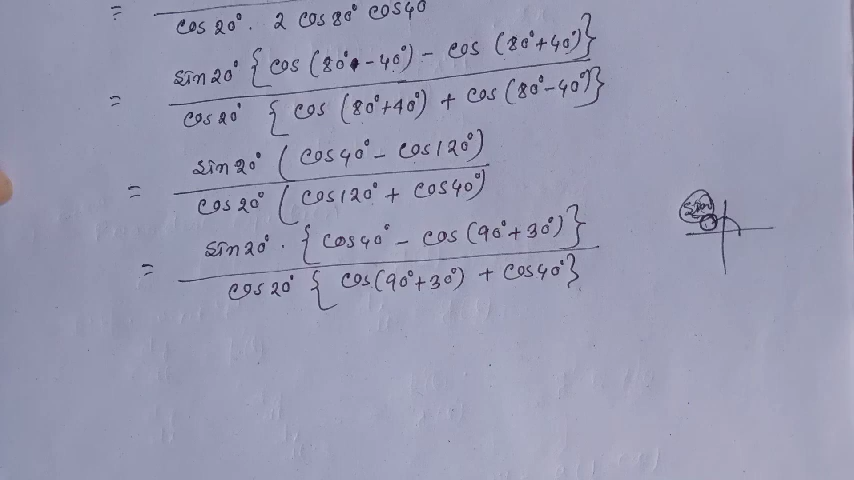 = cos 20°. 2 cos 80° cos 40
= sin 20° { cos (80° - 40°) - cos (80° + 40°)} / cos 20° { cos (80° + 40°) + cos (80° - 40°)}
= sin 20° ( cos 40° - cos 120°) / cos 20° ( cos 120° + cos 40°)
= sin 20° . { cos 40° - cos (90° + 30°)} / cos 20° { cos (90° + 30°) + cos 40°}